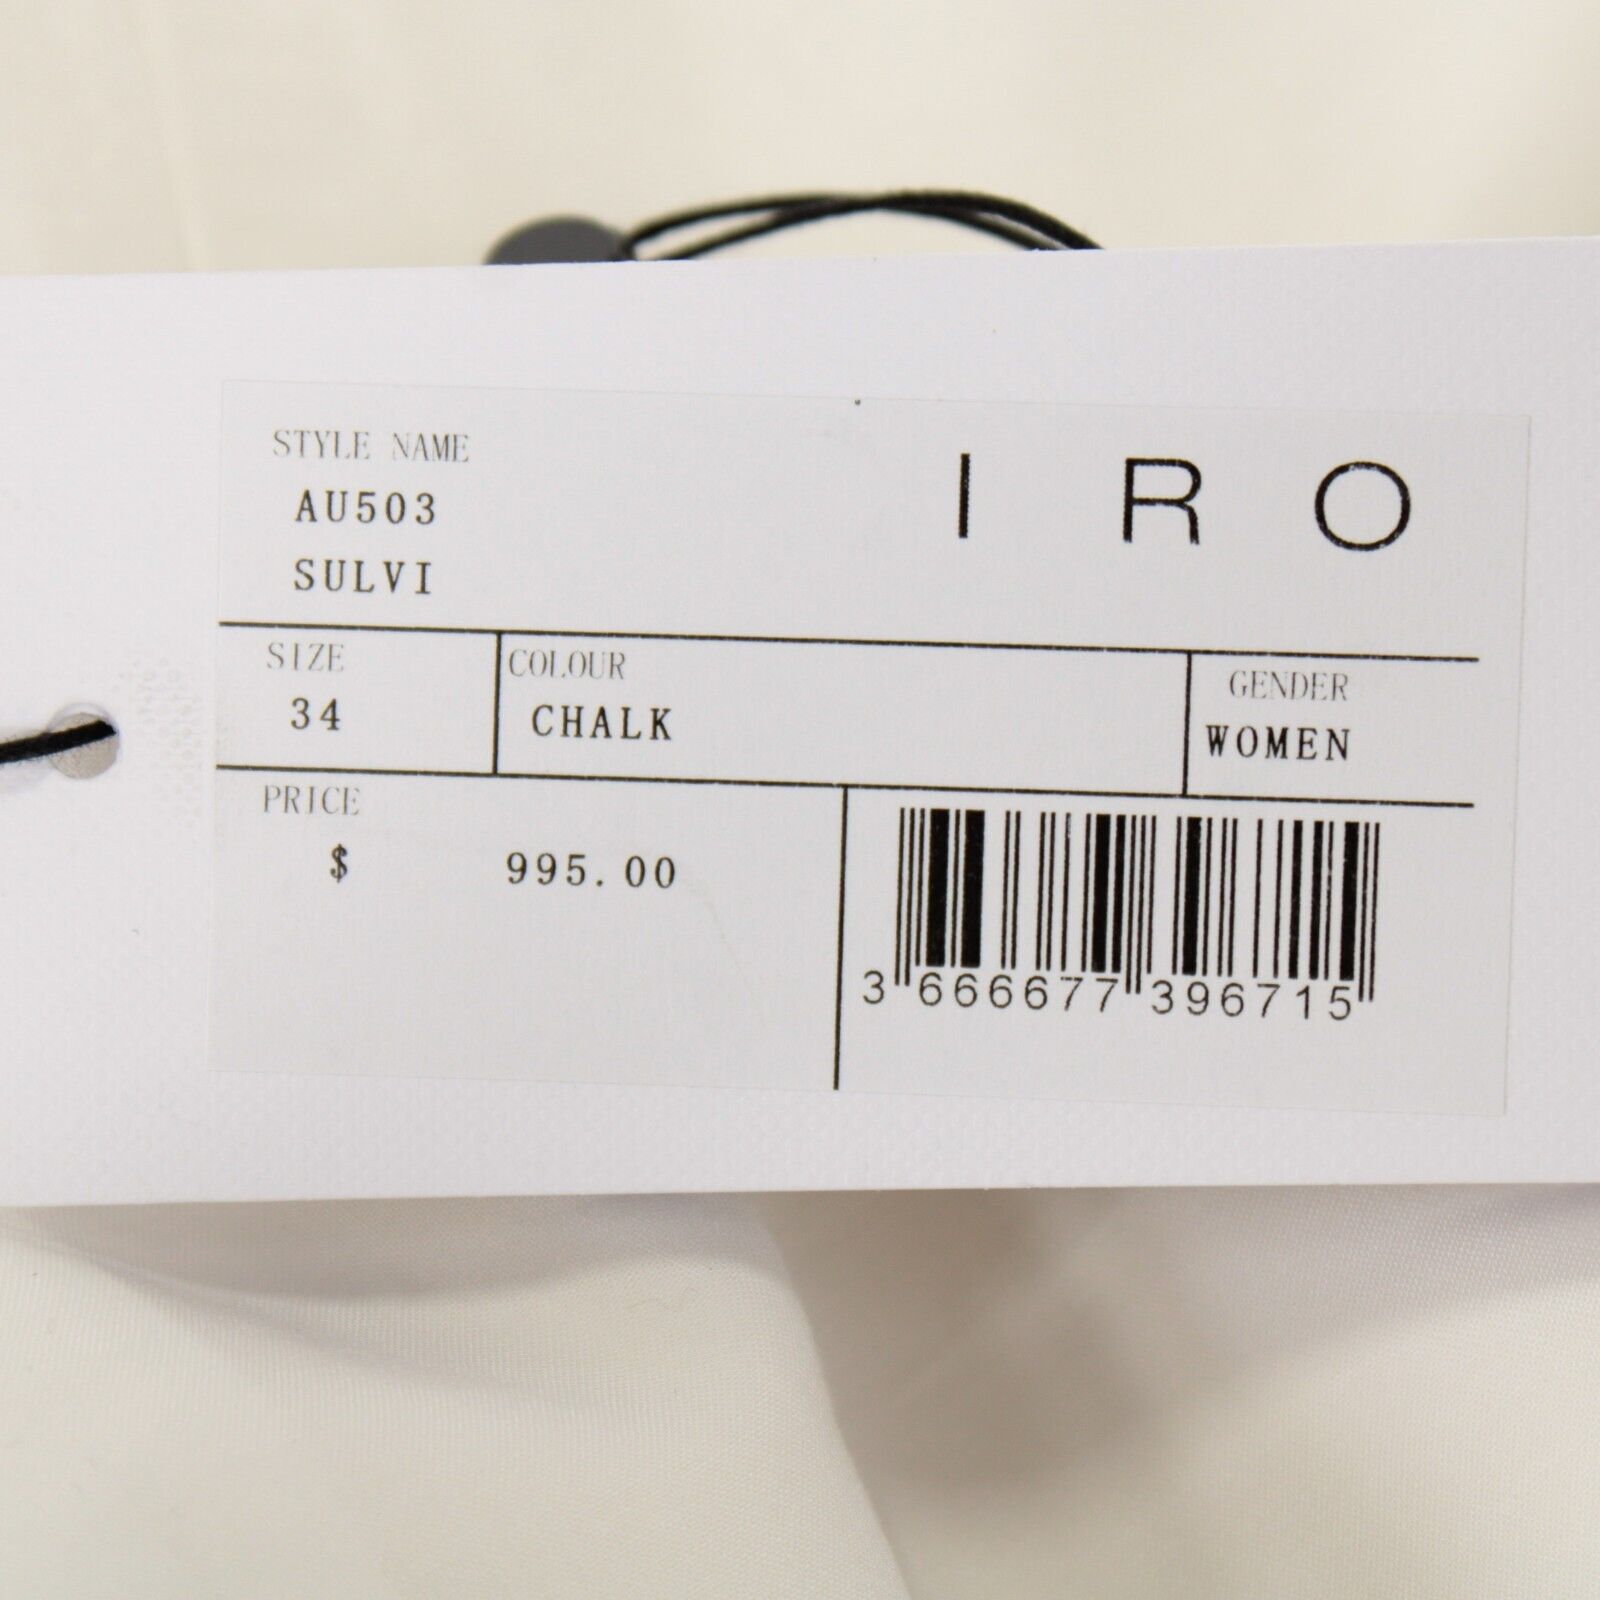 STYLE NAME
AU503
SULVI
IRO
SIZE
34
COLOUR
CHALK
GENDER
WOMEN
PRICE
$ 995.00
3 666677 396715